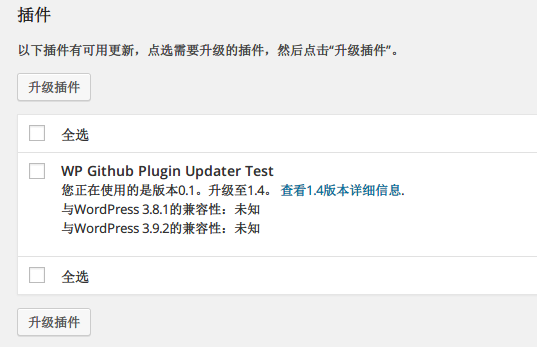 插件
以下插件有可用更新，点选需要升级的插件，然后点击“升级插件”。
升级插件
全选
WP Github Plugin Updater Test
您正在使用的是版本0.1。升级至1.4。 查看1.4版本详细信息.
与WordPress 3.8.1的兼容性：未知
与WordPress 3.9.2的兼容性：未知
全选
升级插件